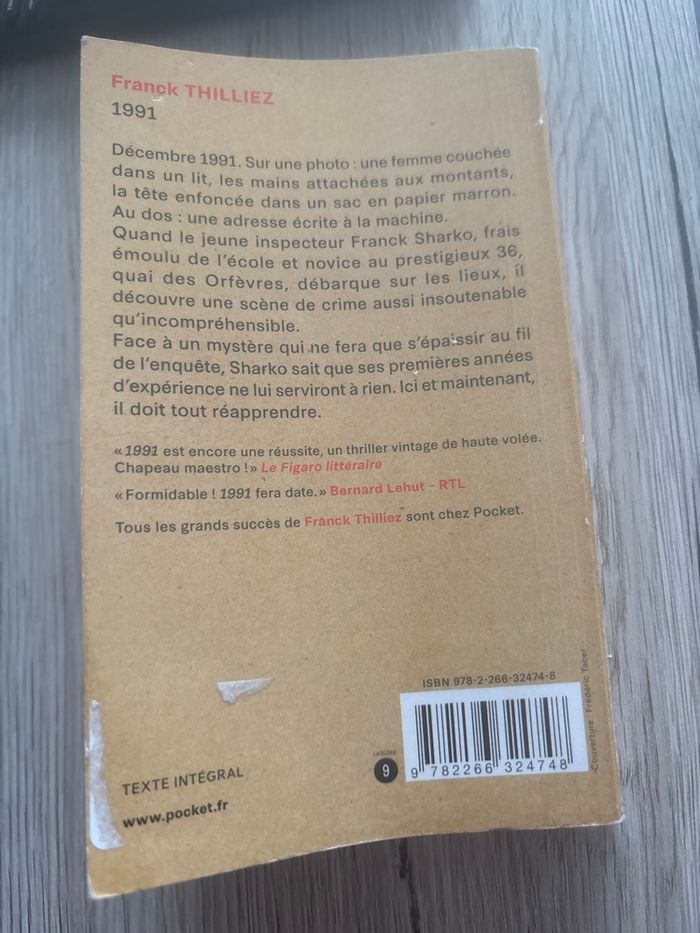 Franck THILLIEZ
1991
Décembre 1991. Sur une photo : une femme couchée
dans un lit, les mains attachées aux montants,
la tête enfoncée dans un sac en papier marron.
Au dos : une adresse écrite à la machine.
Quand le jeune inspecteur Franck Sharko, frais
émoulu de l'école et novice au prestigieux 36,
quai des Orfèvres, débarque sur les lieux, il
découvre une scène de crime aussi insoutenable
qu'incompréhensible.
Face à un mystère qui ne fera que s'épaissir au fil
de l'enquête, Sharko sait que ses premières années
d'expérience ne lui serviront à rien. Ici et maintenant,
il doit tout réapprendre.
« 1991 est encore une réussite, un thriller vintage de haute volée.
Chapeau maestro ! » Le Figaro littéraire
« Formidable ! 1991 fera date. » Bernard Lehut - RTL
Tous les grands succès de Franck Thilliez sont chez Pocket.
ISBN 978-2-266-32474-8
Couverture : Frédéric Tacer
CATÉGORIE
9
9 782266 324748
TEXTE INTÉGRAL
www.pocket.fr